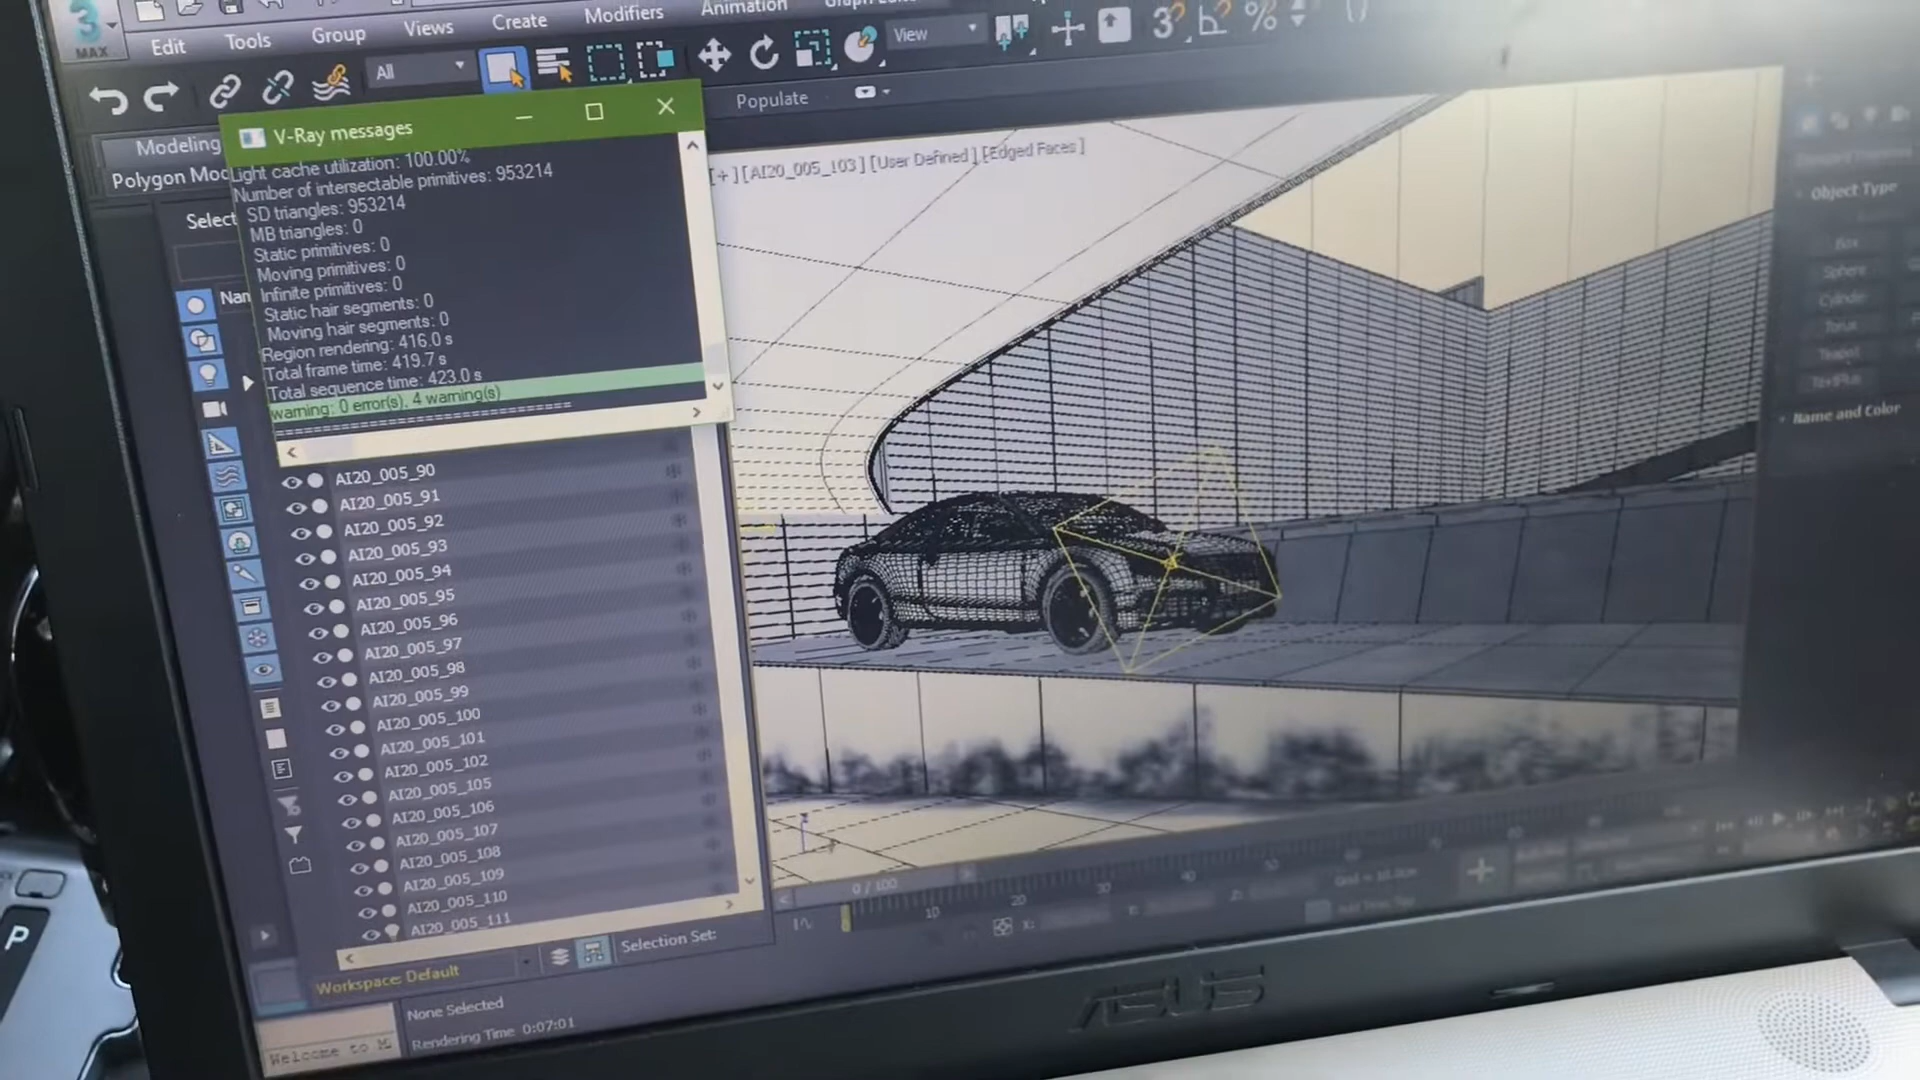 3
MAX
Edit
Tools
Group
Views
Create
Modifiers
Animation
All
View
Populate
Modeling
Polygon Mod
Select
V-Ray messages
Light cache utilization: 100.00%
Number of intersectable primitives: 953214
SD triangles: 953214
MB triangles: 0
Static primitives: 0
Moving primitives: 0
Infinite primitives: 0
Static hair segments: 0
Moving hair segments: 0
Region rendering: 416.0 s
Total frame time: 419.7 s
Total sequence time: 423.0 s
warning: 0 error(s), 4 warning(s)
==============================
Nam
[+] [AI20_005_103] [User Defined] [Edged Faces]
Object Type
Sphere
Name and Color
AI20_005_90
AI20_005_91
AI20_005_92
AI20_005_93
AI20_005_94
AI20_005_95
AI20_005_96
AI20_005_97
AI20_005_98
AI20_005_99
AI20_005_100
AI20_005_101
AI20_005_102
AI20_005_105
AI20_005_106
AI20_005_107
AI20_005_108
AI20_005_109
AI20_005_110
AI20_005_111
0 / 100
10
20
30
40
50
X:
Selection Set:
Workspace: Default
None Selected
Rendering Time 0:07:01
Welcome to M
ASUS
P